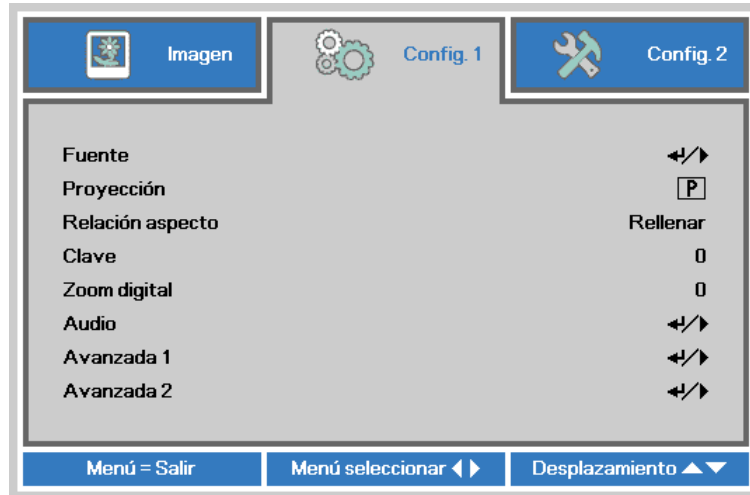 Imagen
Config. 1
Config. 2
Fuente
Proyección P
Relación aspecto Rellenar
Clave 0
Zoom digital 0
Audio
Avanzada 1
Avanzada 2
Menú = Salir
Menú seleccionar
Desplazamiento